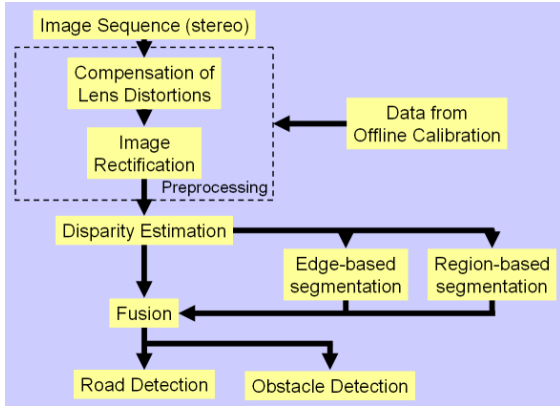 Image Sequence (stereo)
Compensation of
Lens Distortions
Data from
Offline Calibration
Image
Rectification
Preprocessing
Disparity Estimation
Edge-based
segmentation
Region-based
segmentation
Fusion
Road Detection
Obstacle Detection